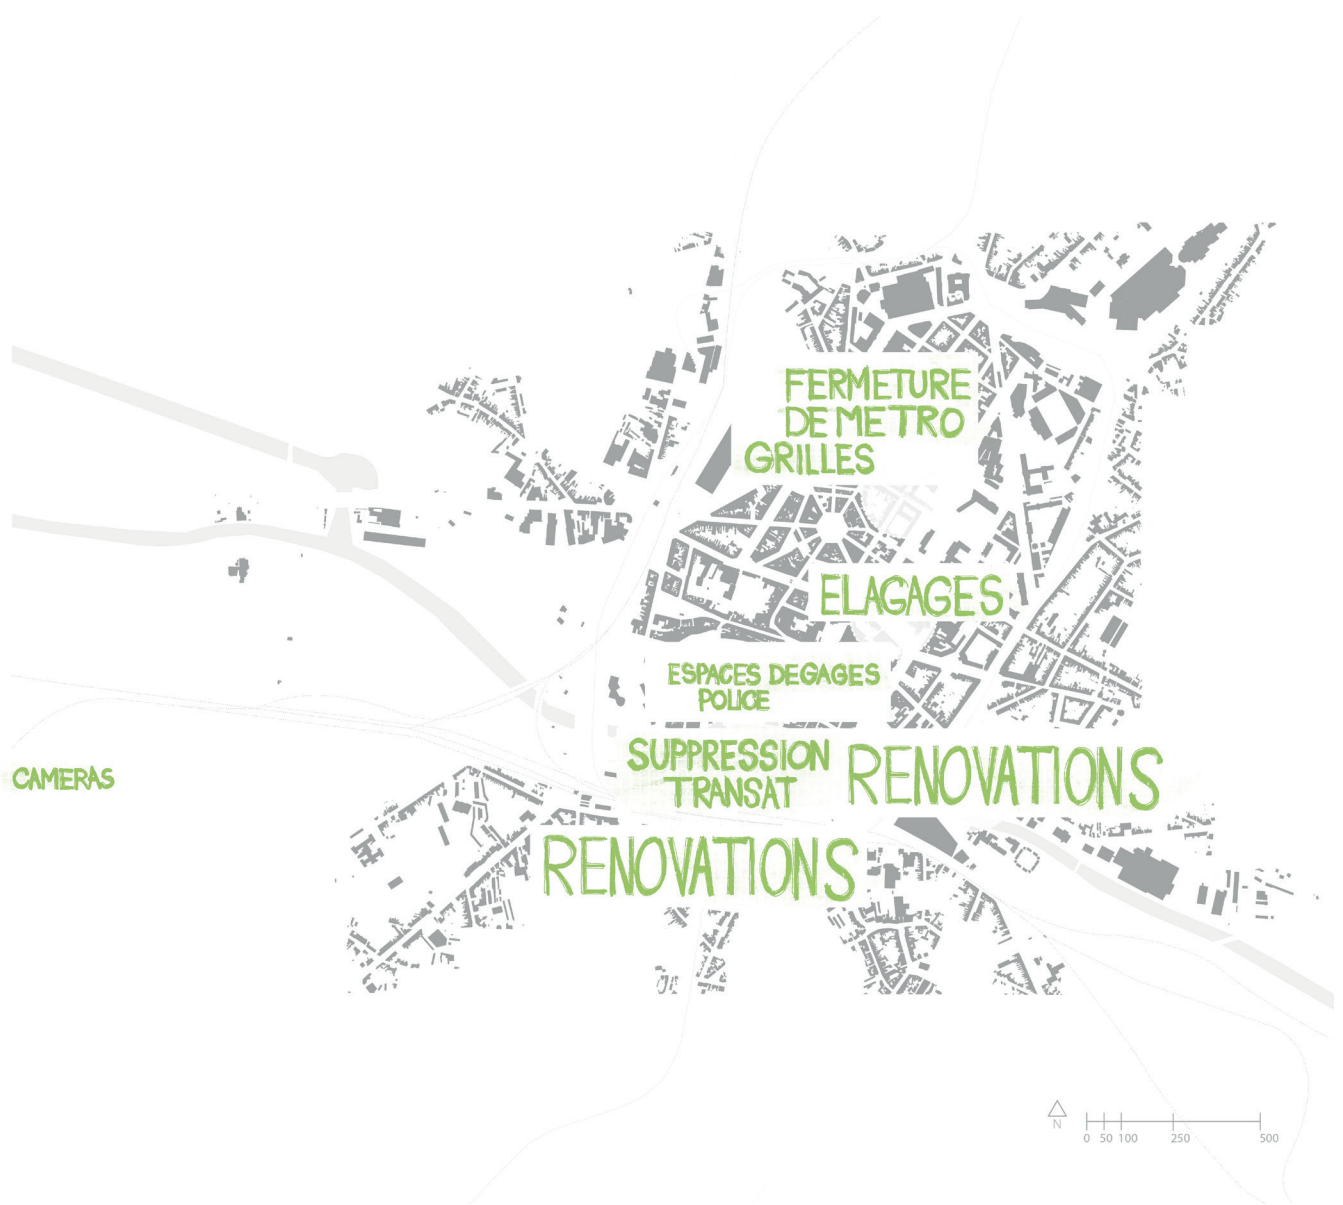 FERMETURE
DE METRO
GRILLES
ELAGAGES
ESPACES DEGAGES
POLICE
SUPPRESSION
TRANSAT
RENOVATIONS
CAMERAS
RENOVATIONS
N
0 50 100 250 500